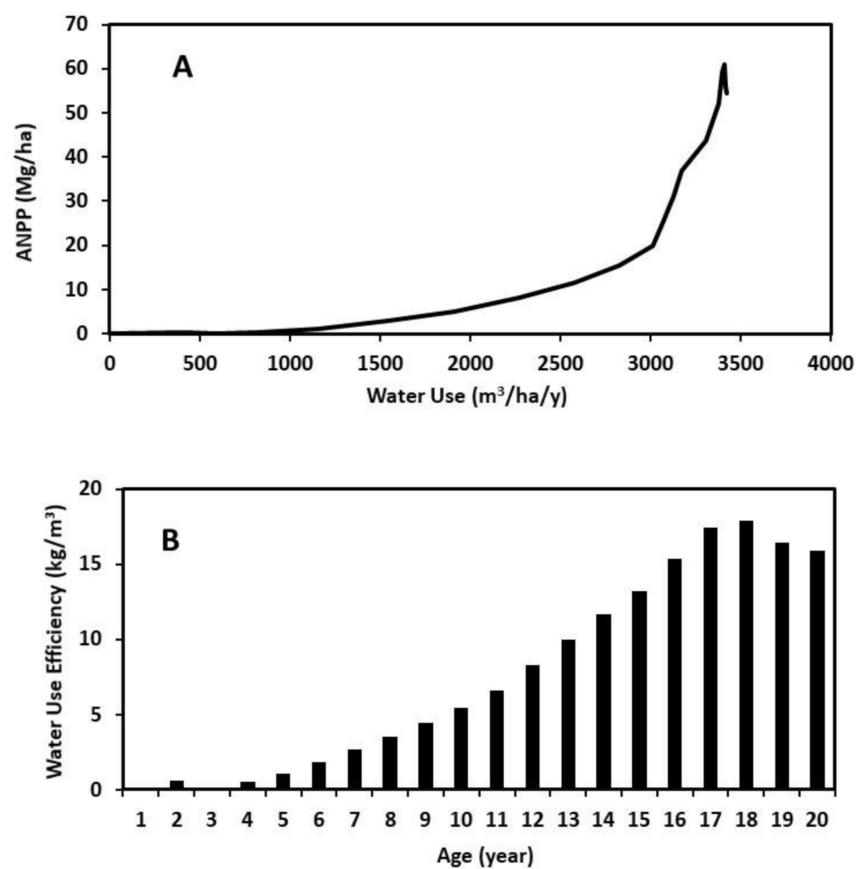 A
ANPP (Mg/ha)
70
60
50
40
30
20
10
0
0 500 1000 1500 2000 2500 3000 3500 4000
Water Use (m³/ha/y)
B
Water Use Efficiency (kg/m³)
20
15
10
5
0
1 2 3 4 5 6 7 8 9 10 11 12 13 14 15 16 17 18 19 20
Age (year)